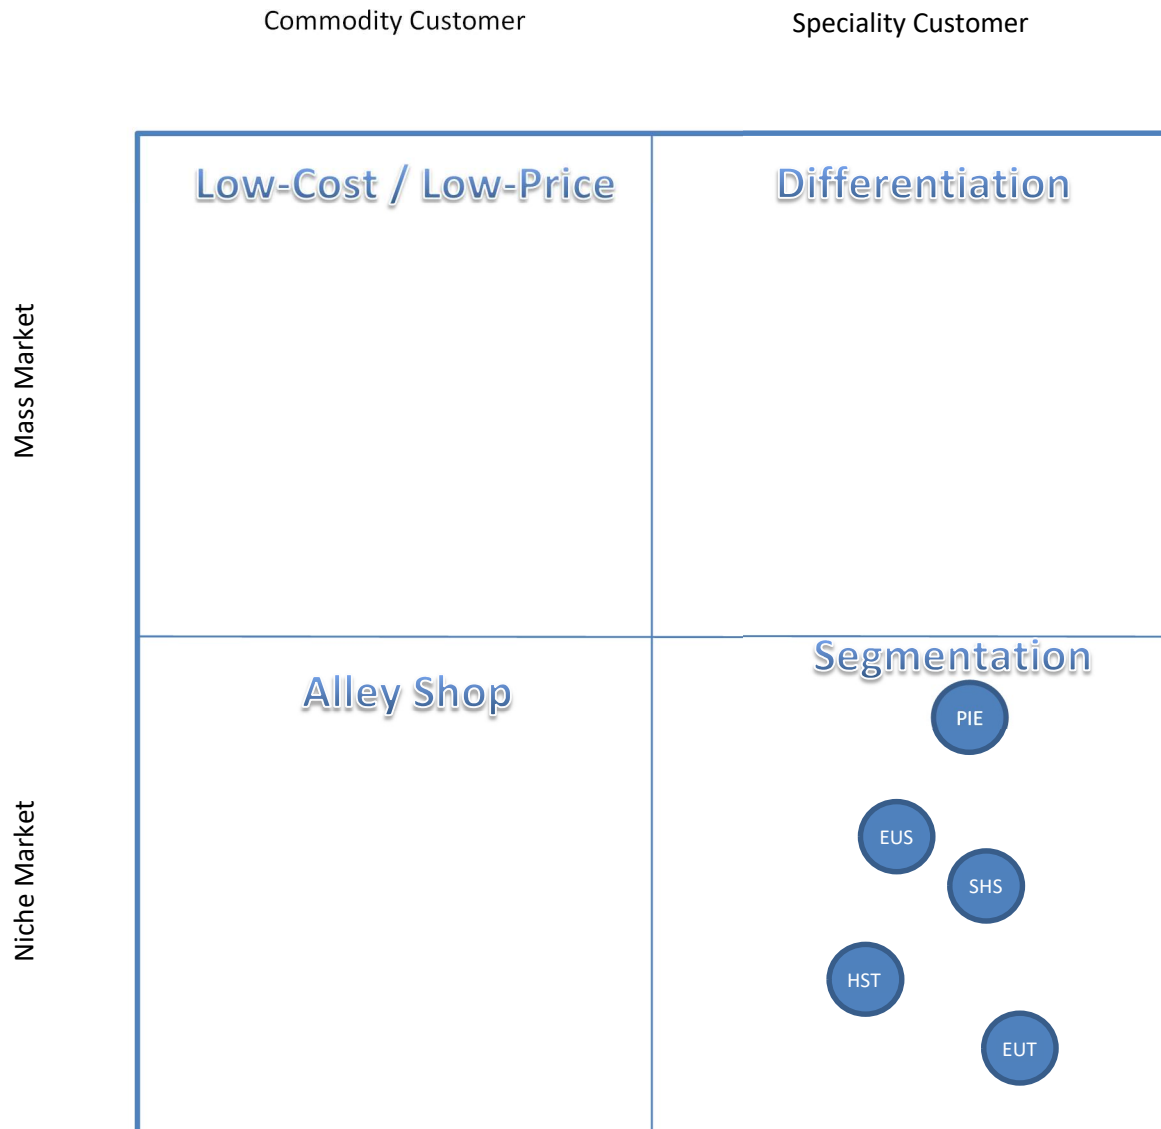 Commodity Customer
Speciality Customer
Low-Cost / Low-Price
Differentiation
Mass Market
Segmentation
Alley Shop
PIE
EUS
SHS
Niche Market
HST
EUT